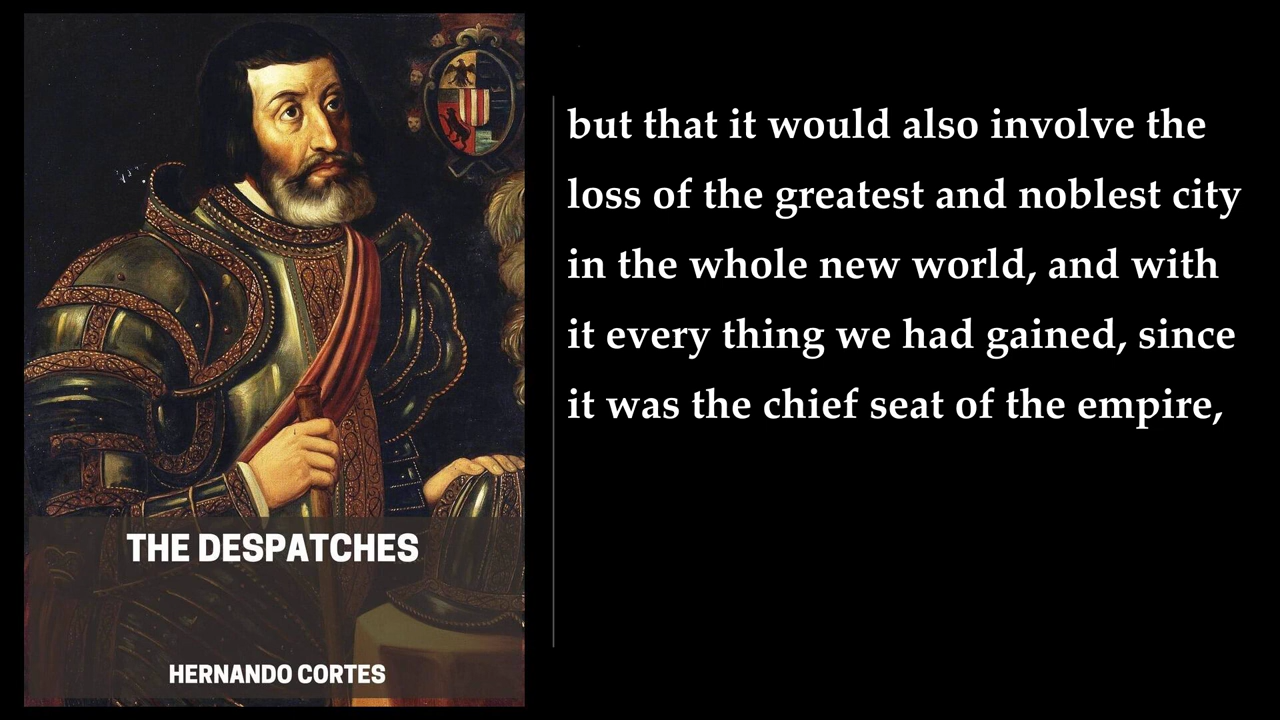 but that it would also involve the
loss of the greatest and noblest city
in the whole new world, and with
it every thing we had gained, since
it was the chief seat of the empire,
THE DESPATCHES
HERNANDO CORTES